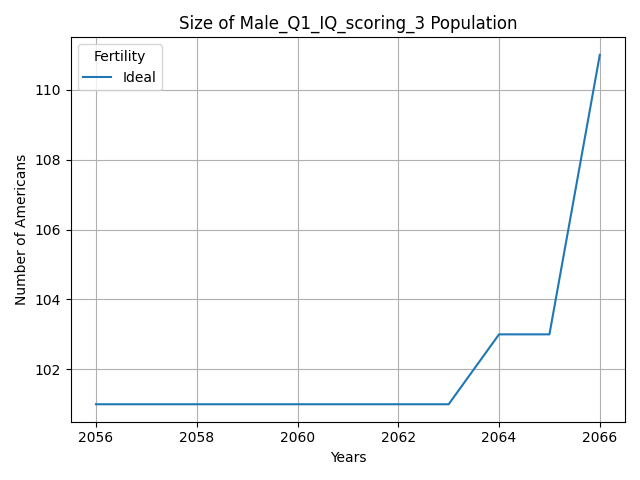 Size of Male_Q1_IQ_scoring_3 Population
Fertility
Ideal
Number of Americans
110
108
106
104
102
2056 2058 2060 2062 2064 2066
Years